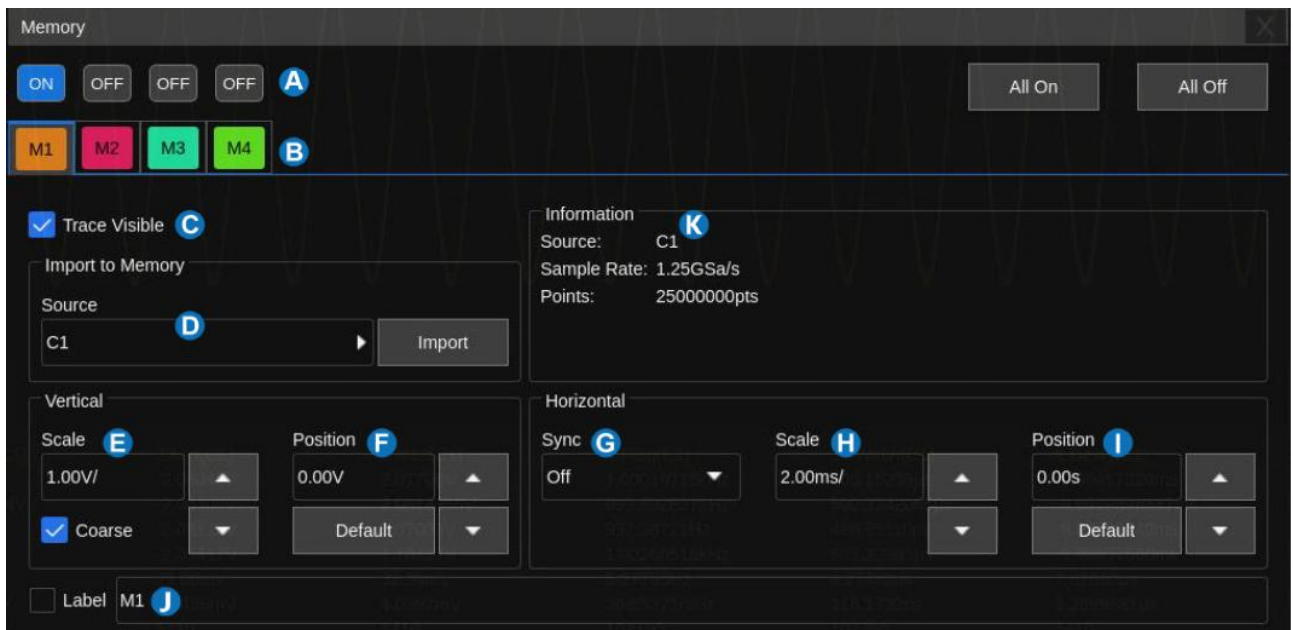 Memory X
ON OFF OFF OFF A All On All Off
M1 M2 M3 M4 B
Trace Visible C
Information K
Source: C1
Sample Rate: 1.25GSa/s
Points: 25000000pts
Import to Memory
Source
D
C1 Import
Vertical
Scale E Position F
1.00V/ 0.00V
Coarse Default
Horizontal
Sync G Scale H Position I
Off 2.00ms/ 0.00s
Default
Label M1 J